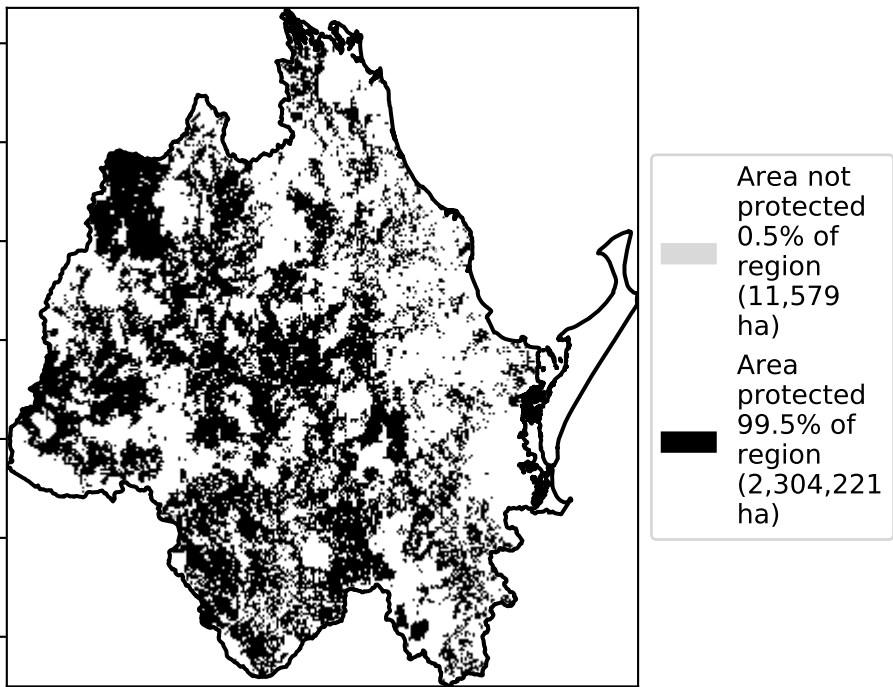 Area not
protected
0.5% of
region
(11,579
ha)
Area
protected
99.5% of
region
(2,304,221
ha)